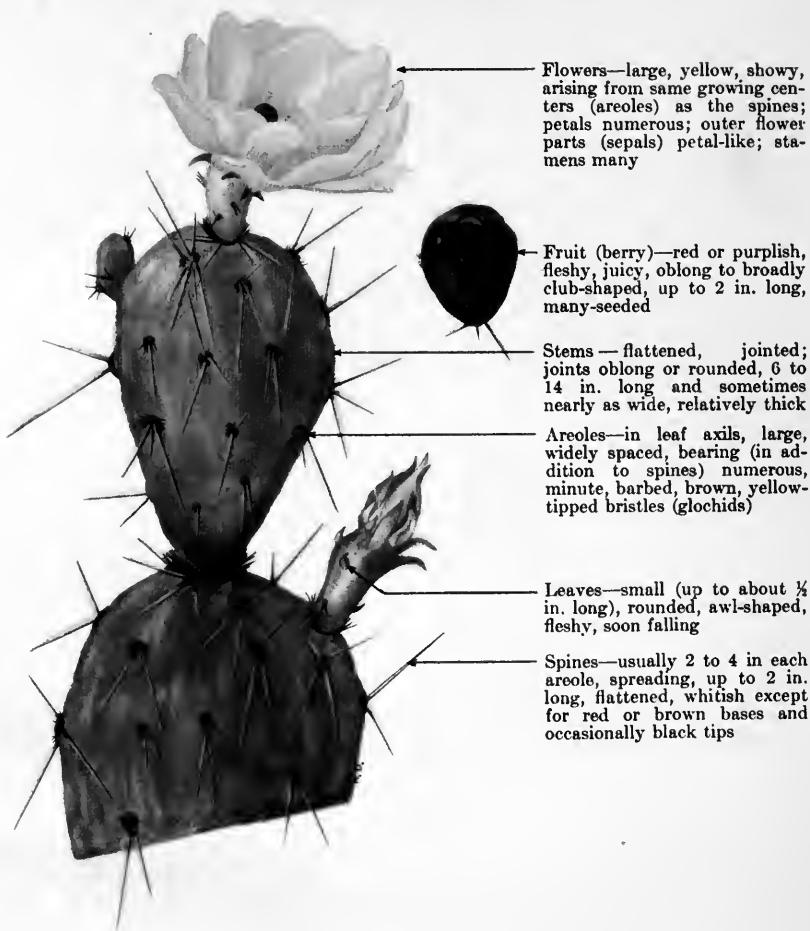 Flowers—large, yellow, showy,
arising from same growing cen-
ters (areoles) as the spines;
petals numerous; outer flower
parts (sepals) petal-like; sta-
mens many
Fruit (berry)—red or purplish,
fleshy, juicy, oblong to broadly
club-shaped, up to 2 in. long,
many-seeded
Stems — flattened, jointed;
joints oblong or rounded, 6 to
14 in. long and sometimes
nearly as wide, relatively thick
Areoles—in leaf axils, large,
widely spaced, bearing (in ad-
dition to spines) numerous,
minute, barbed, brown, yellow-
tipped bristles (glochids)
Leaves—small (up to about ½
in. long), rounded, awl-shaped,
fleshy, soon falling
Spines—usually 2 to 4 in each
areole, spreading, up to 2 in.
long, flattened, whitish except
for red or brown bases and
occasionally black tips